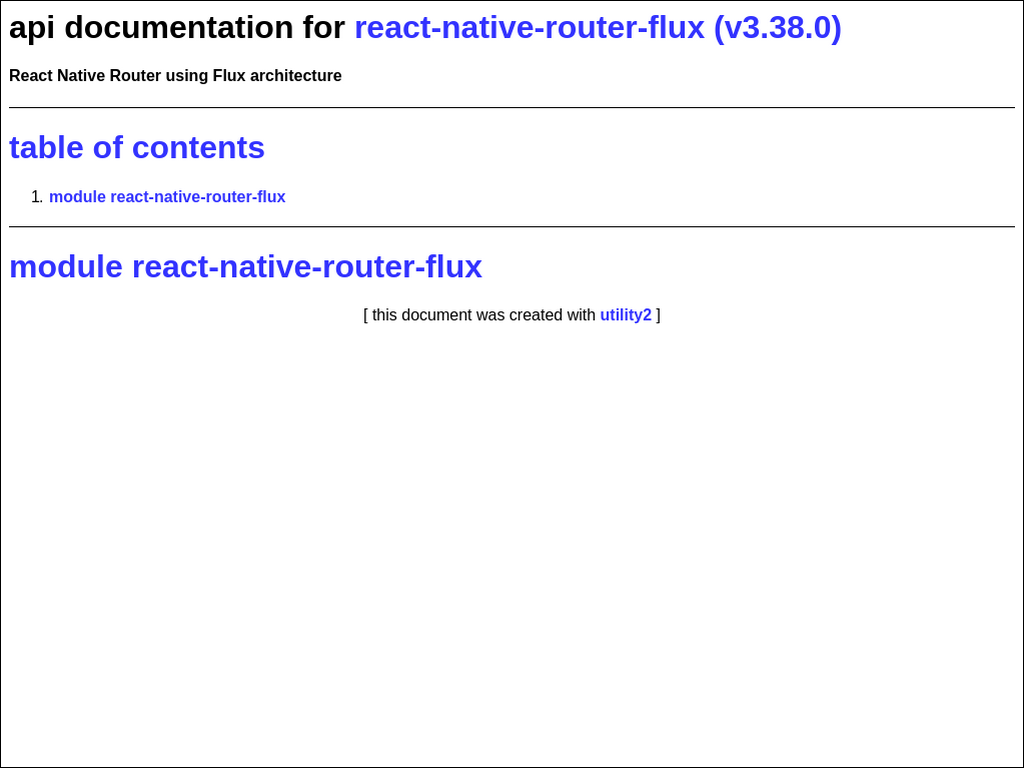 api documentation for react-native-router-flux (v3.38.0)
React Native Router using Flux architecture
table of contents
1. module react-native-router-flux
module react-native-router-flux
[ this document was created with utility2 ]